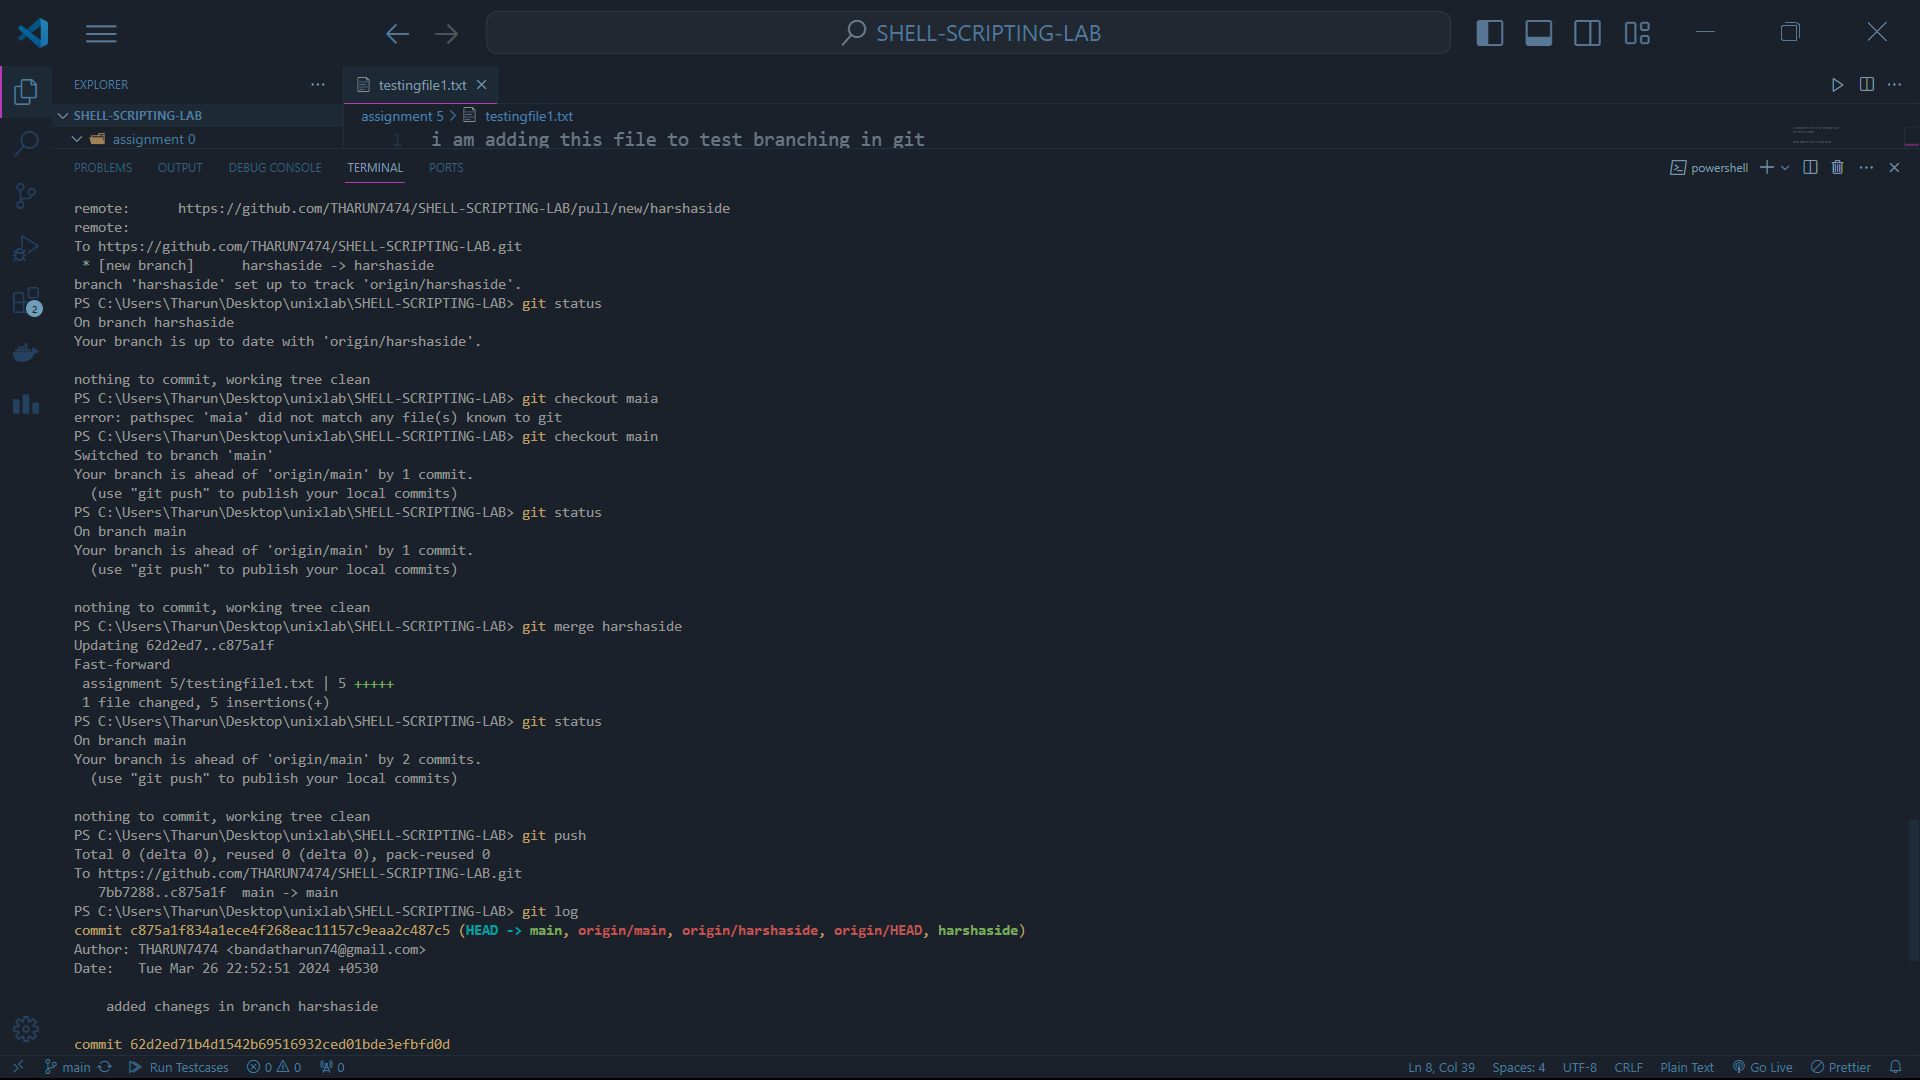 SHELL-SCRIPTING-LAB
EXPLORER
testingfile1.txt
SHELL-SCRIPTING-LAB
assignment 5 > testingfile1.txt
assignment 0
1 i am adding this file to test branching in git
PROBLEMS OUTPUT DEBUG CONSOLE TERMINAL PORTS
powershell
remote:      https://github.com/THARUN7474/SHELL-SCRIPTING-LAB/pull/new/harshaside
remote:
To https://github.com/THARUN7474/SHELL-SCRIPTING-LAB.git
 * [new branch]      harshaside -> harshaside
branch 'harshaside' set up to track 'origin/harshaside'.
PS C:\Users\Tharun\Desktop\unixlab\SHELL-SCRIPTING-LAB> git status
On branch harshaside
Your branch is up to date with 'origin/harshaside'.
nothing to commit, working tree clean
PS C:\Users\Tharun\Desktop\unixlab\SHELL-SCRIPTING-LAB> git checkout maia
error: pathspec 'maia' did not match any file(s) known to git
PS C:\Users\Tharun\Desktop\unixlab\SHELL-SCRIPTING-LAB> git checkout main
Switched to branch 'main'
Your branch is ahead of 'origin/main' by 1 commit.
  (use "git push" to publish your local commits)
PS C:\Users\Tharun\Desktop\unixlab\SHELL-SCRIPTING-LAB> git status
On branch main
Your branch is ahead of 'origin/main' by 1 commit.
  (use "git push" to publish your local commits)
nothing to commit, working tree clean
PS C:\Users\Tharun\Desktop\unixlab\SHELL-SCRIPTING-LAB> git merge harshaside
Updating 62d2ed7..c875a1f
Fast-forward
 assignment 5/testingfile1.txt | 5 +++++
 1 file changed, 5 insertions(+)
PS C:\Users\Tharun\Desktop\unixlab\SHELL-SCRIPTING-LAB> git status
On branch main
Your branch is ahead of 'origin/main' by 2 commits.
  (use "git push" to publish your local commits)
nothing to commit, working tree clean
PS C:\Users\Tharun\Desktop\unixlab\SHELL-SCRIPTING-LAB> git push
Total 0 (delta 0), reused 0 (delta 0), pack-reused 0
To https://github.com/THARUN7474/SHELL-SCRIPTING-LAB.git
   7bb7288..c875a1f  main -> main
PS C:\Users\Tharun\Desktop\unixlab\SHELL-SCRIPTING-LAB> git log
commit c875a1f834a1ece4f268eac11157c9eaa2c487c5 (HEAD -> main, origin/main, origin/harshaside, origin/HEAD, harshaside)
Author: THARUN7474 <bandatharun74@gmail.com>
Date:   Tue Mar 26 22:52:51 2024 +0530
    added chanegs in branch harshaside
commit 62d2ed71b4d1542b69516932ced01bde3efbfd0d
2
main Run Testcases 0 0 0 Ln 8, Col 39 Spaces: 4 UTF-8 CRLF Plain Text Go Live Prettier